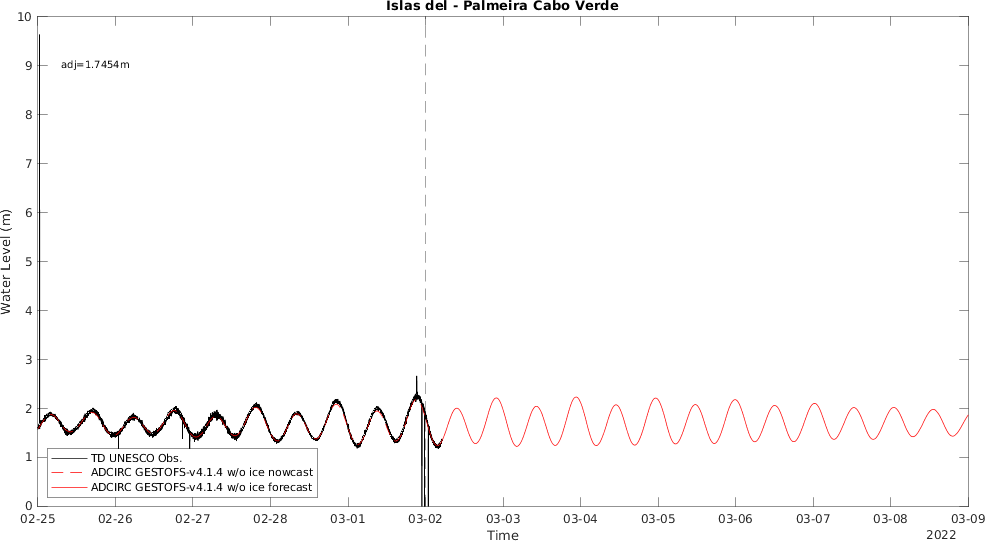 Islas del - Palmeira Cabo Verde
10
9
8
7
6
5
4
3
2
1
0
Water Level (m)
adj=1.7454m
TD UNESCO Obs.
ADCIRC GESTOFS-v4.1.4 w/o ice nowcast
ADCIRC GESTOFS-v4.1.4 w/o ice forecast
02-25 02-26 02-27 02-28 03-01 03-02 03-03 03-04 03-05 03-06 03-07 03-08 03-09
Time
2022